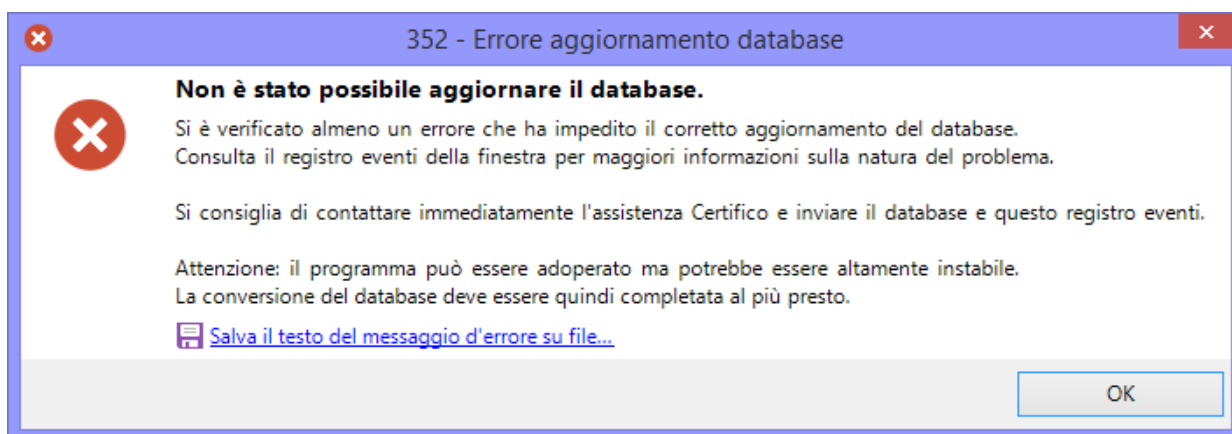 352 - Errore aggiornamento database
Non è stato possibile aggiornare il database.
Si è verificato almeno un errore che ha impedito il corretto aggiornamento del database.
Consulta il registro eventi della finestra per maggiori informazioni sulla natura del problema.
Si consiglia di contattare immediatamente l'assistenza Certifico e inviare il database e questo registro eventi.
Attenzione: il programma può essere adoperato ma potrebbe essere altamente instabile.
La conversione del database deve essere quindi completata al più presto.
Salva il testo del messaggio d'errore su file...
OK